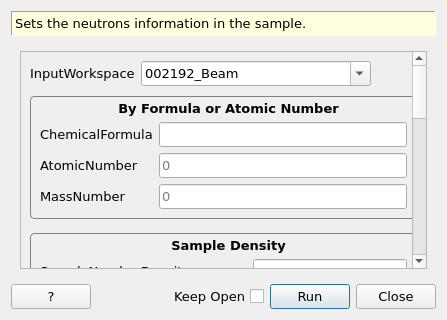 Sets the neutrons information in the sample.
InputWorkspace 002192_Beam
By Formula or Atomic Number
ChemicalFormula
AtomicNumber 0
MassNumber 0
Sample Density
? Keep Open Run Close